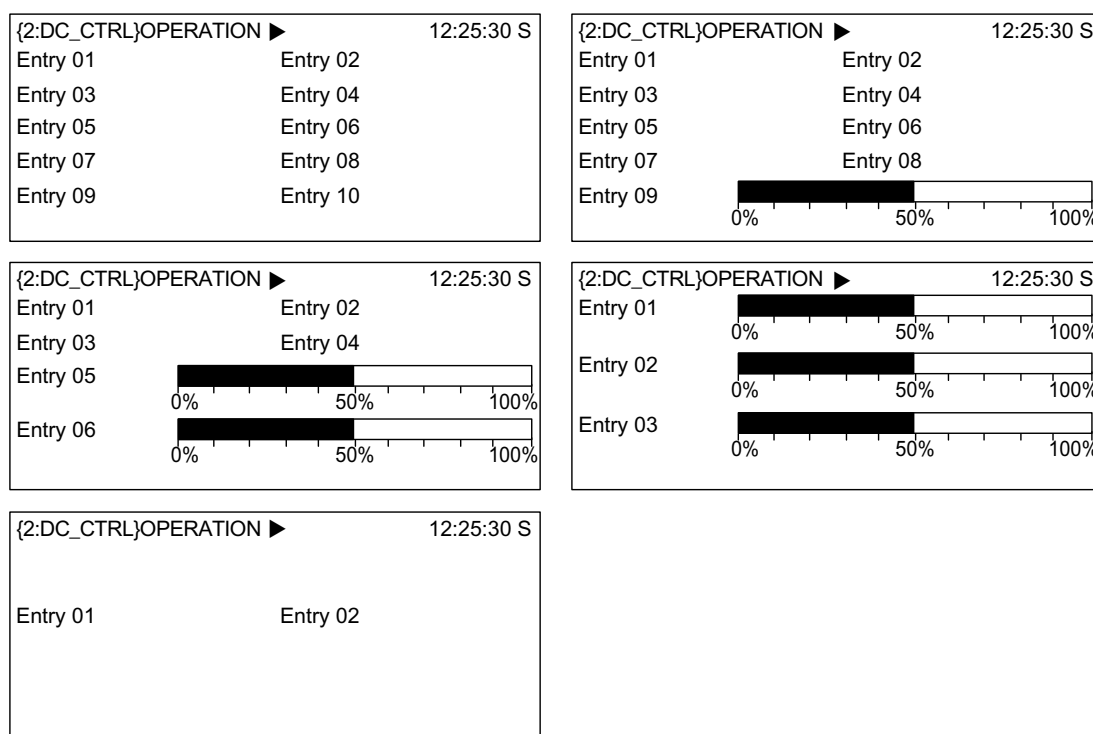 {2:DC_CTRL}OPERATION ▶ 12:25:30 S
Entry 01 Entry 02
Entry 03 Entry 04
Entry 05 Entry 06
Entry 07 Entry 08
Entry 09 Entry 10
{2:DC_CTRL}OPERATION ▶ 12:25:30 S
Entry 01 Entry 02
Entry 03 Entry 04
Entry 05 Entry 06
Entry 07 Entry 08
Entry 09
0% 50% 100%
{2:DC_CTRL}OPERATION ▶ 12:25:30 S
Entry 01 Entry 02
Entry 03 Entry 04
Entry 05
0% 50% 100%
Entry 06
0% 50% 100%
{2:DC_CTRL}OPERATION ▶ 12:25:30 S
Entry 01
0% 50% 100%
Entry 02
0% 50% 100%
Entry 03
0% 50% 100%
{2:DC_CTRL}OPERATION ▶ 12:25:30 S
Entry 01 Entry 02